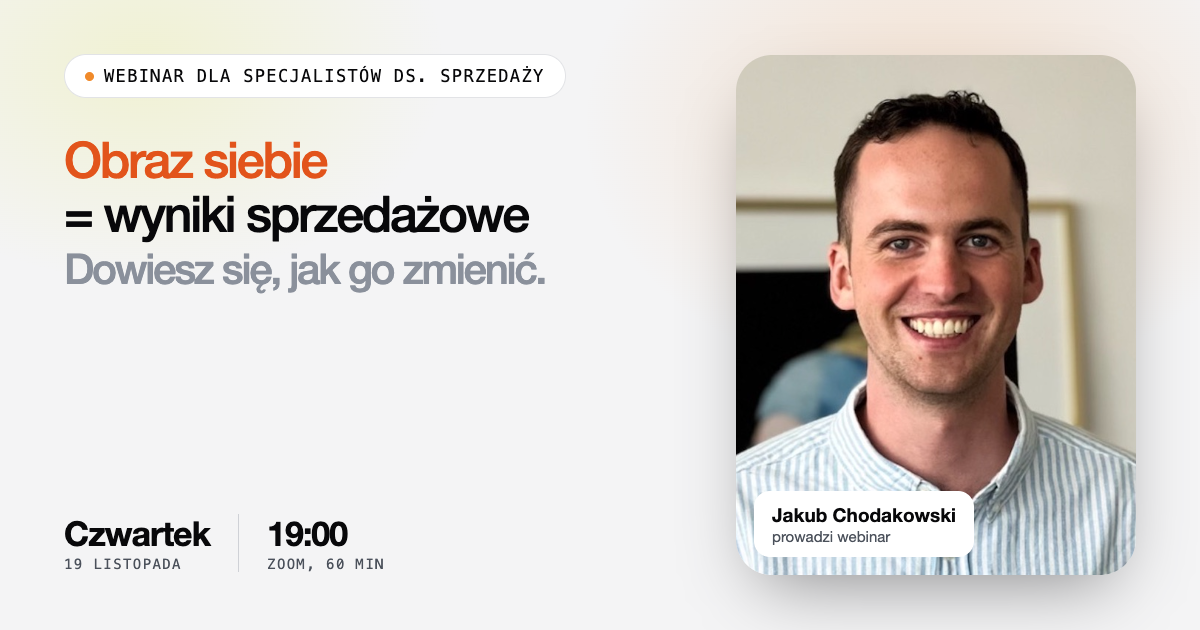 WEBINAR DLA SPECJALISTÓW DS. SPRZEDAŻY
Obraz siebie
= wyniki sprzedażowe
Dowiesz się, jak go zmienić.
Czwartek
19 LISTOPADA
19:00
ZOOM, 60 MIN
Jakub Chodakowski
prowadzi webinar